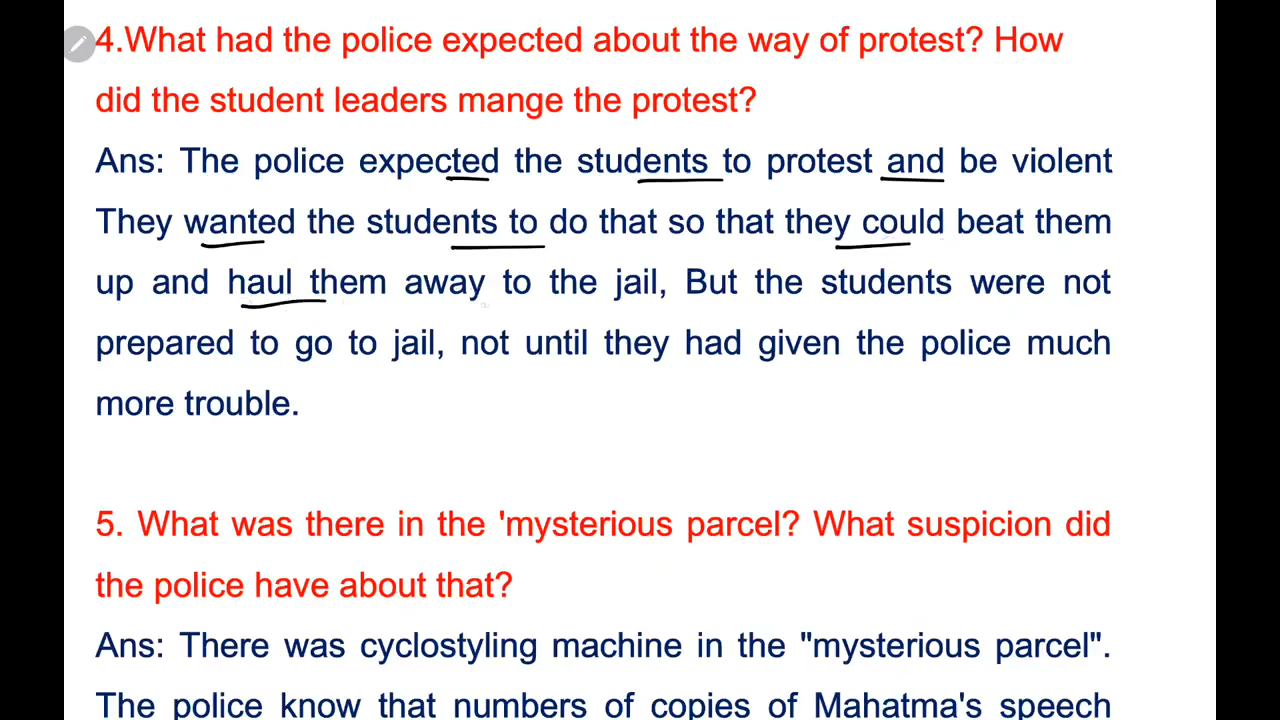 4.What had the police expected about the way of protest? How
did the student leaders mange the protest?
Ans: The police expected the students to protest and be violent
They wanted the students to do that so that they could beat them
up and haul them away to the jail, But the students were not
prepared to go to jail, not until they had given the police much
more trouble.
5. What was there in the 'mysterious parcel? What suspicion did
the police have about that?
Ans: There was cyclostyling machine in the "mysterious parcel".
The police know that numbers of copies of Mahatma's speech